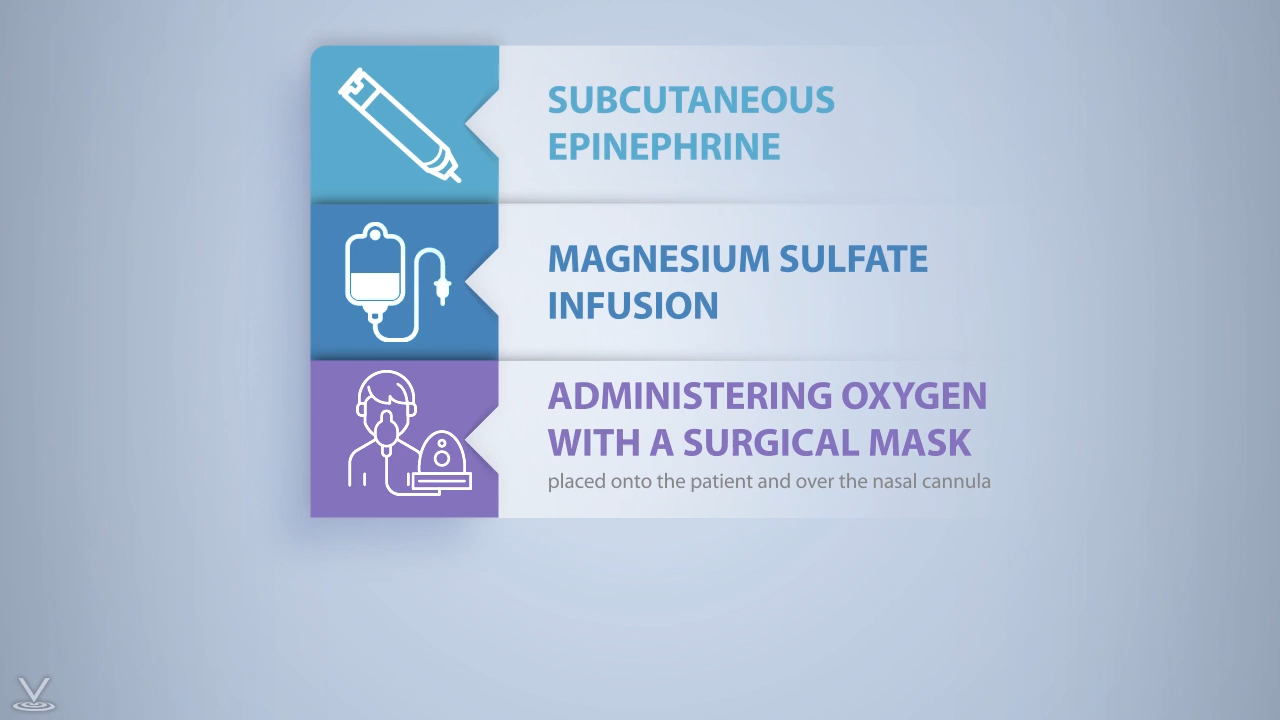 SUBCUTANEOUS
EPINEPHRINE
MAGNESIUM SULFATE
INFUSION
ADMINISTERING OXYGEN
WITH A SURGICAL MASK
placed onto the patient and over the nasal cannula